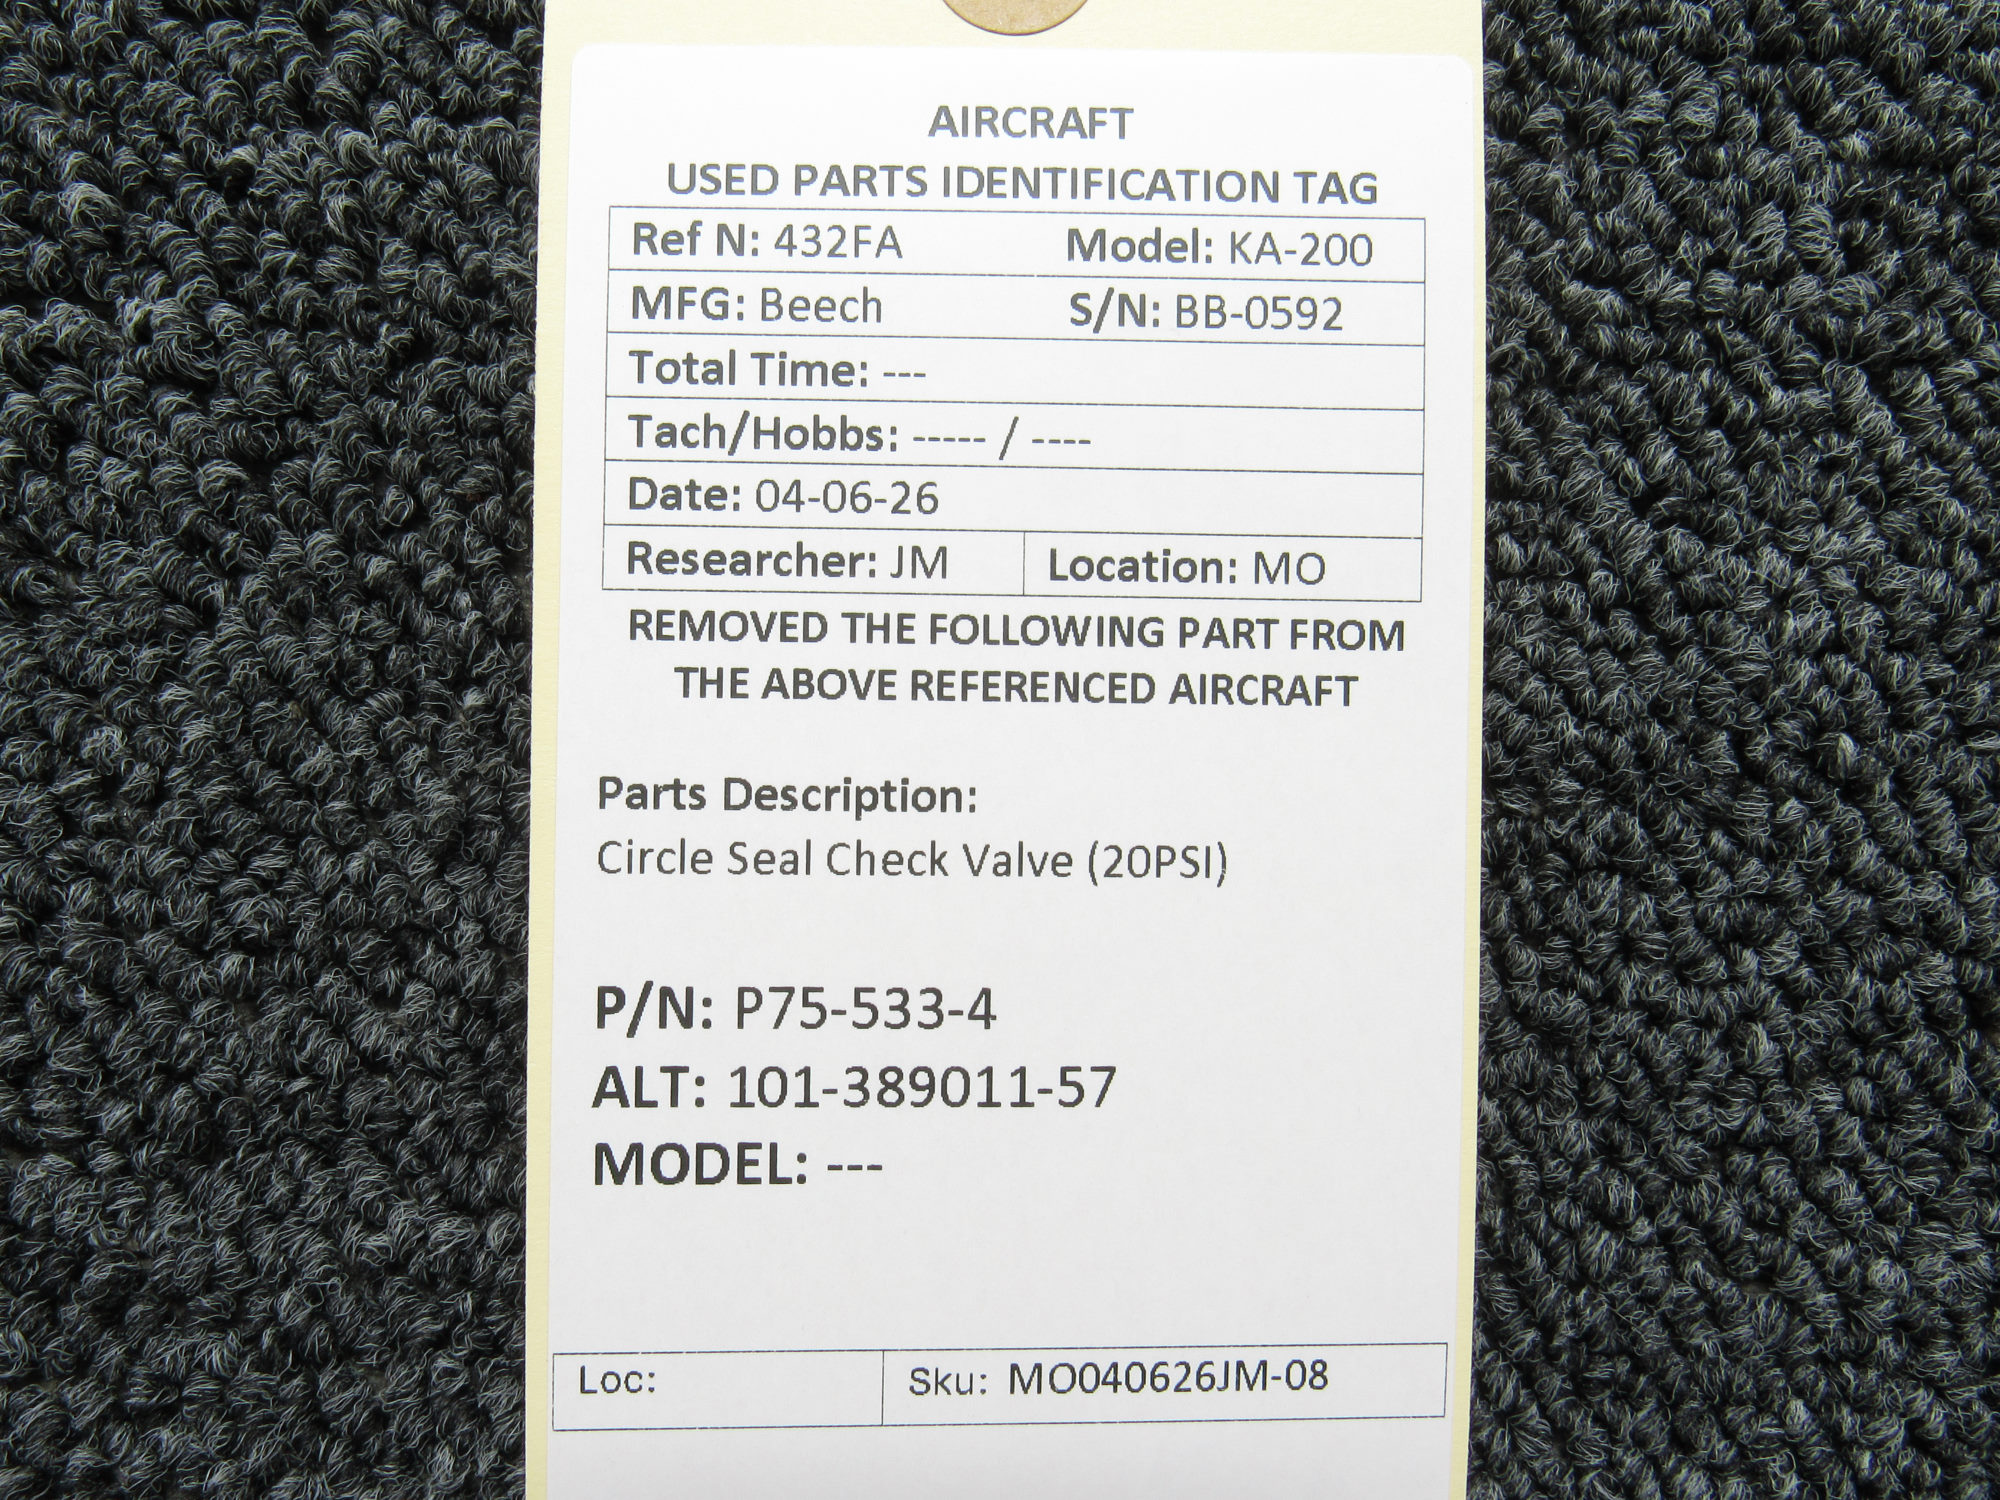 AIRCRAFT
USED PARTS IDENTIFICATION TAG
Ref N: 432FA Model: KA-200
MFG: Beech S/N: BB-0592
Total Time: ---
Tach/Hobbs: ----- / ----
Date: 04-06-26
Researcher: JM Location: MO
REMOVED THE FOLLOWING PART FROM
THE ABOVE REFERENCED AIRCRAFT
Parts Description:
Circle Seal Check Valve (20PSI)
P/N: P75-533-4
ALT: 101-389011-57
MODEL: ---
Loc: Sku: MO040626JM-08